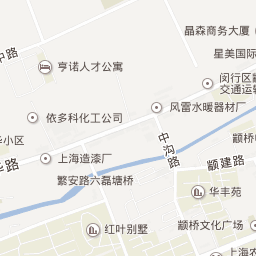 晶森商务大厦
星美国际
中路
亨诺人才公寓
闵行区颛
交通运输
风雷水暖器材厂
依多科化工公司
小区
中沟路
颛桥
华路
上海造漆厂
颛建路
繁安路六磊塘桥
华丰苑
颛桥文化广场
红叶别墅
上海